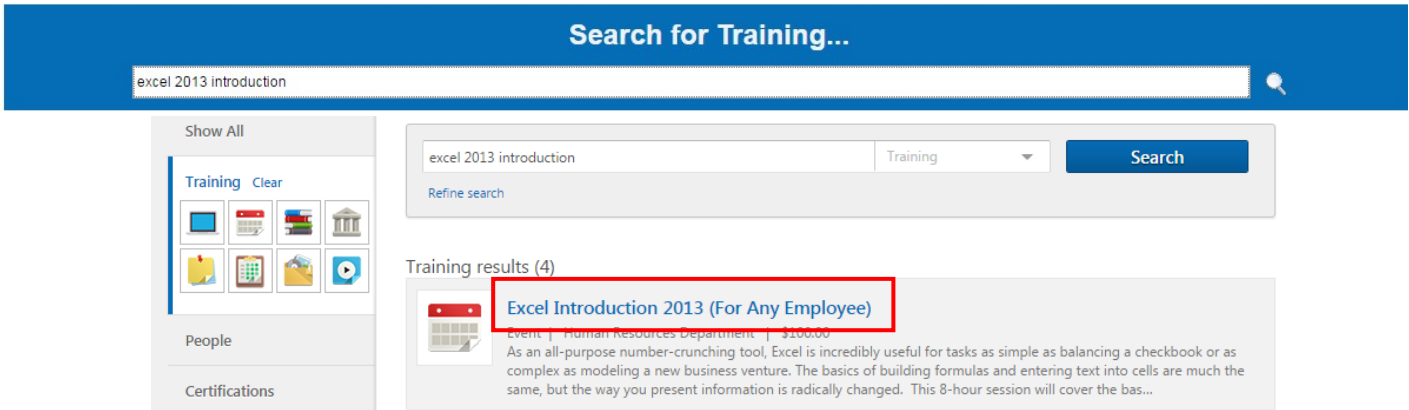 Search for Training...
excel 2013 introduction
Show All
Training Clear
People
Certifications
excel 2013 introduction
Training
Search
Refine search
Training results (4)
Excel Introduction 2013 (For Any Employee)
Event | Human Resources Department | $100.00
As an all-purpose number-crunching tool, Excel is incredibly useful for tasks as simple as balancing a checkbook or as
complex as modeling a new business venture. The basics of building formulas and entering text into cells are much the
same, but the way you present information is radically changed. This 8-hour session will cover the bas...